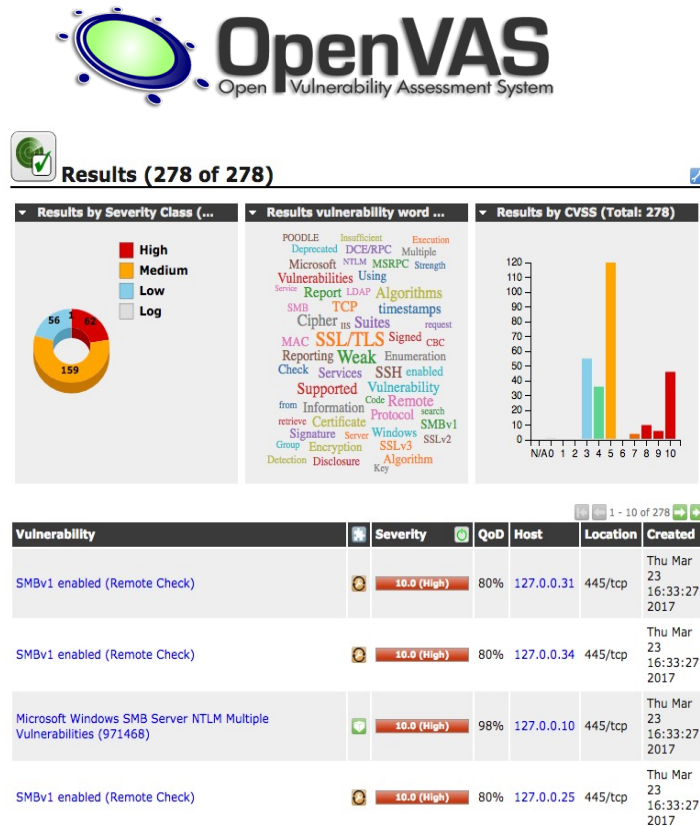 OpenVAS
Open Vulnerability Assessment System
Results (278 of 278)
Results by Severity Class (...
High
Medium
Low
Log
56
1
62
159
Results vulnerability word ...
POODLE Insufficient Execution
Deprecated DCE/RPC Multiple
Microsoft NTLM MSRPC Strength
Vulnerabilities Using
Service Report LDAP Algorithms
SMB TCP timestamps
Cipher IIS Suites request
MAC SSL/TLS Signed CBC
Reporting Weak Enumeration
Check Services SSH enabled
Supported Vulnerability
from Information Code Remote
retrieve Certificate Protocol search
Signature Server Windows SMBv1
Group Encryption SSLv3 SSLv2
Detection Disclosure Algorithm
Key
Results by CVSS (Total: 278)
120
110
100
90
80
70
60
50
40
30
20
10
0
N/A 0 1 2 3 4 5 6 7 8 9 10
1 - 10 of 278
Vulnerability Severity QoD Host Location Created
SMBv1 enabled (Remote Check) 10.0 (High) 80% 127.0.0.31 445/tcp
Thu Mar
23
16:33:27
2017
SMBv1 enabled (Remote Check) 10.0 (High) 80% 127.0.0.34 445/tcp
Thu Mar
23
16:33:27
2017
Microsoft Windows SMB Server NTLM Multiple
Vulnerabilities (971468) 10.0 (High) 98% 127.0.0.10 445/tcp
Thu Mar
23
16:33:27
2017
SMBv1 enabled (Remote Check) 10.0 (High) 80% 127.0.0.25 445/tcp
Thu Mar
23
16:33:27
2017